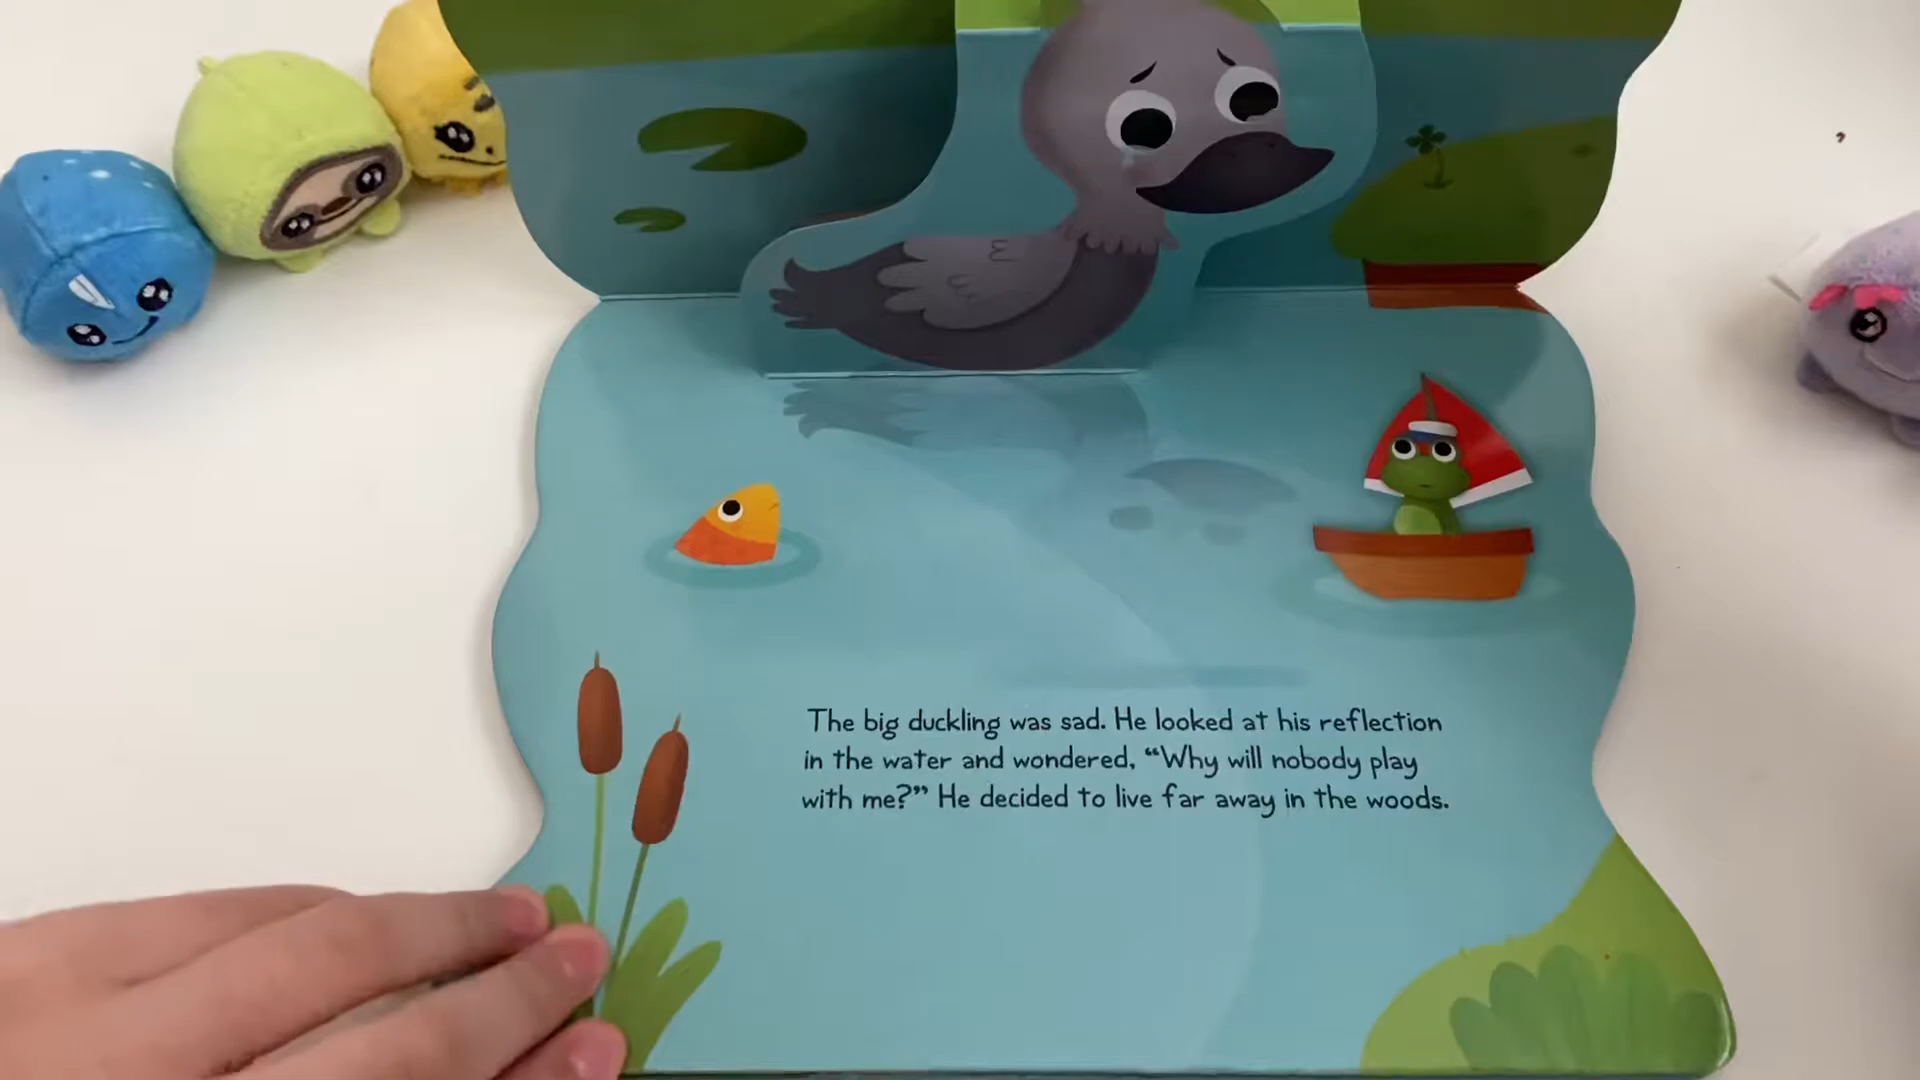 The big duckling was sad. He looked at his reflection
in the water and wondered, “Why will nobody play
with me?” He decided to live far away in the woods.